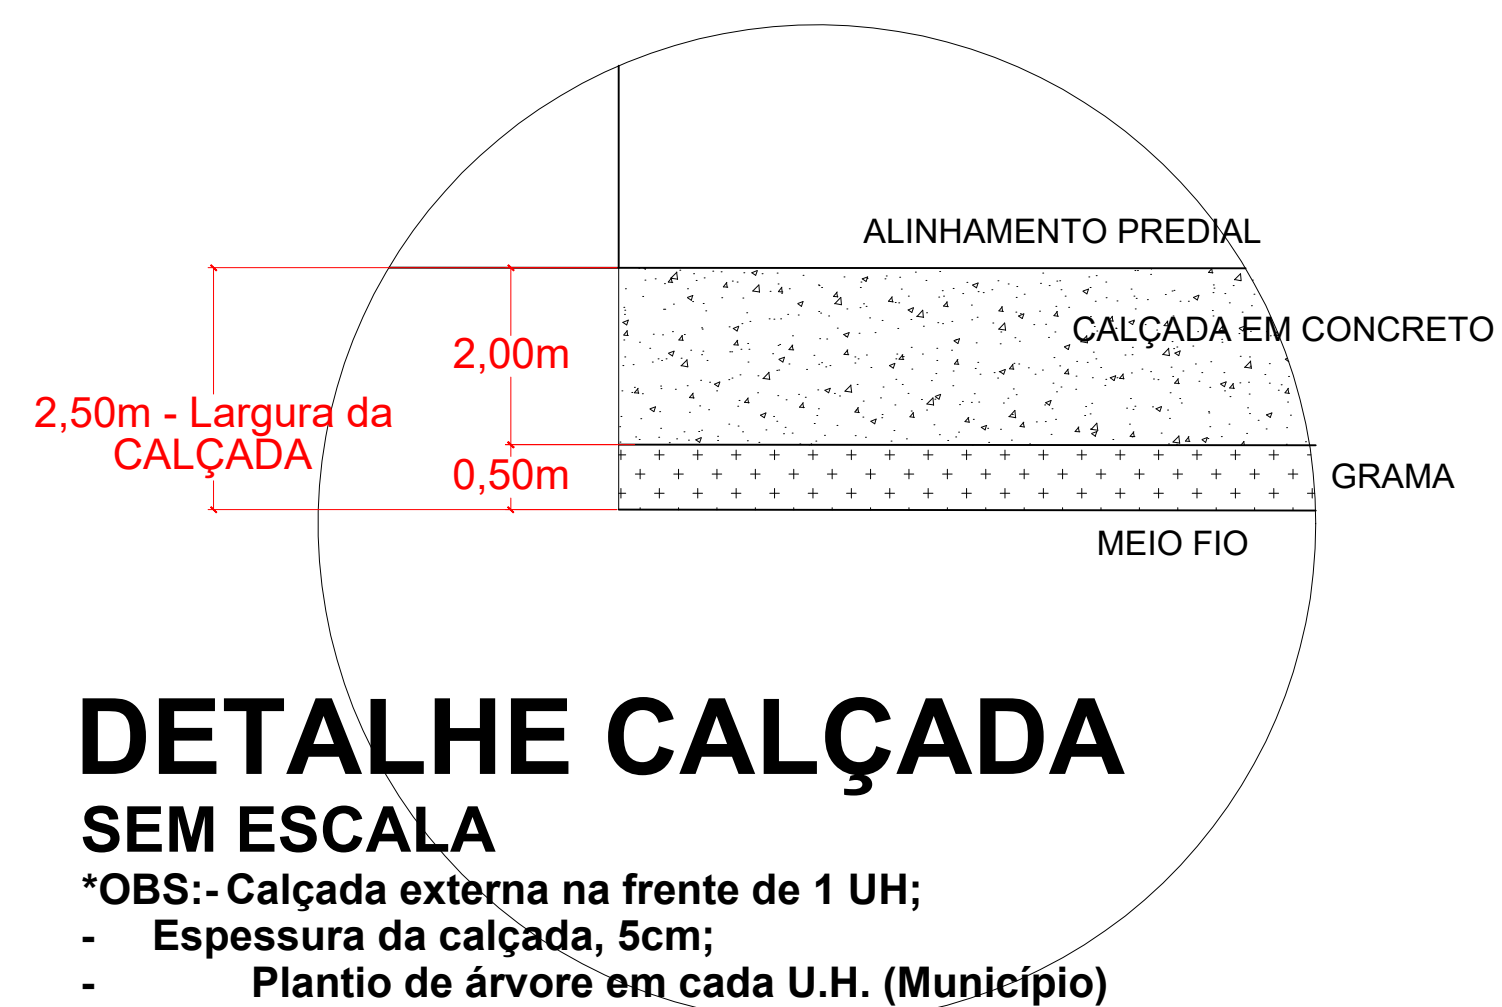 ALINHAMENTO PREDIAL
CALÇADA EM CONCRETO
2,00m
2,50m - Largura da
CALÇADA
0,50m
GRAMA
MEIO FIO
DETALHE CALÇADA
SEM ESCALA
*OBS:- Calçada externa na frente de 1 UH;
- Espessura da calçada, 5cm;
- Plantio de árvore em cada U.H. (Município)